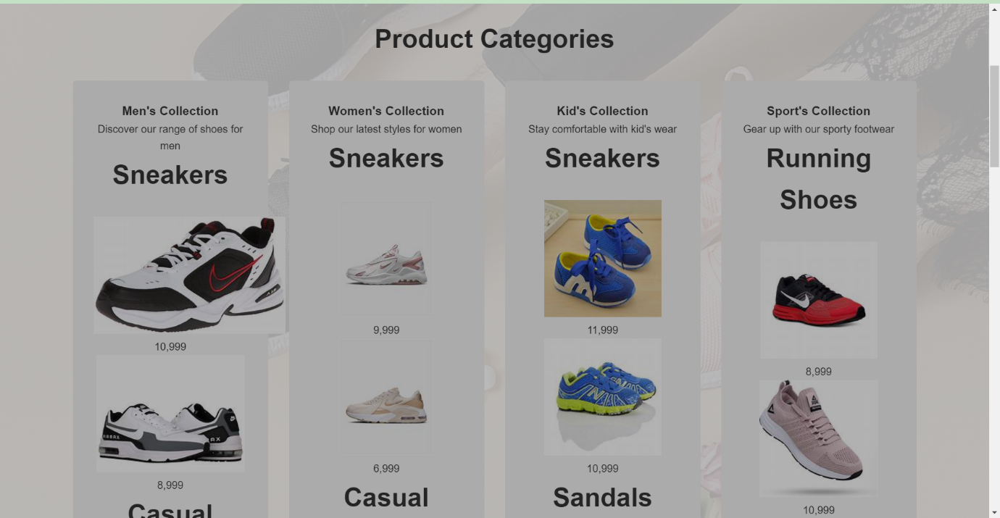 Product Categories
Men's Collection
Discover our range of shoes for
men
Sneakers
10,999
AIRMAX
8,999
Casual
Women's Collection
Shop our latest styles for women
Sneakers
9,999
6,999
Casual
Kid's Collection
Stay comfortable with kid's wear
Sneakers
11,999
10,999
Sandals
Sport's Collection
Gear up with our sporty footwear
Running
Shoes
8,999
10,999